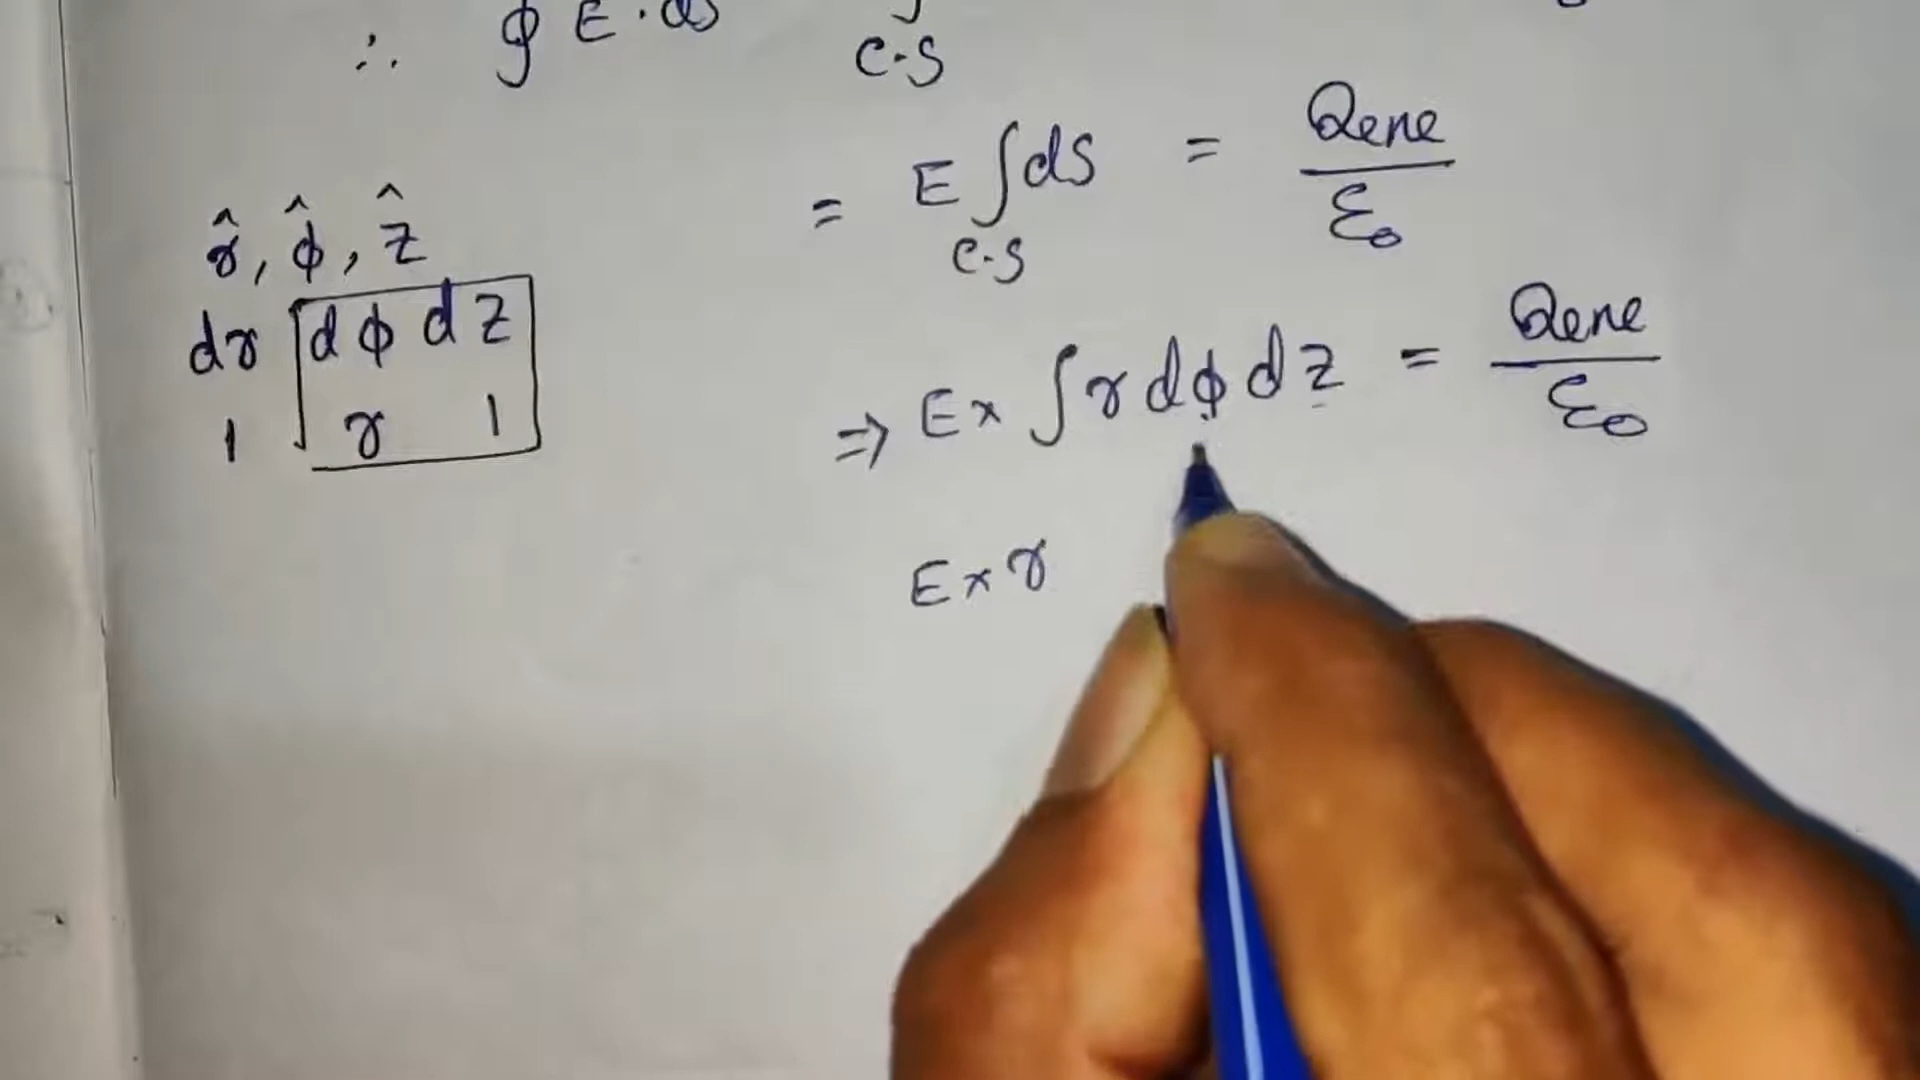 ∴ ∮ E · ds
C·S
= E ∫ ds = Qenc / ε₀
C·S
r̂, ϕ̂, ẑ
dr dϕ dz
1 r 1
⇒ E × ∫ r dϕ dz = Qenc / ε₀
E × r